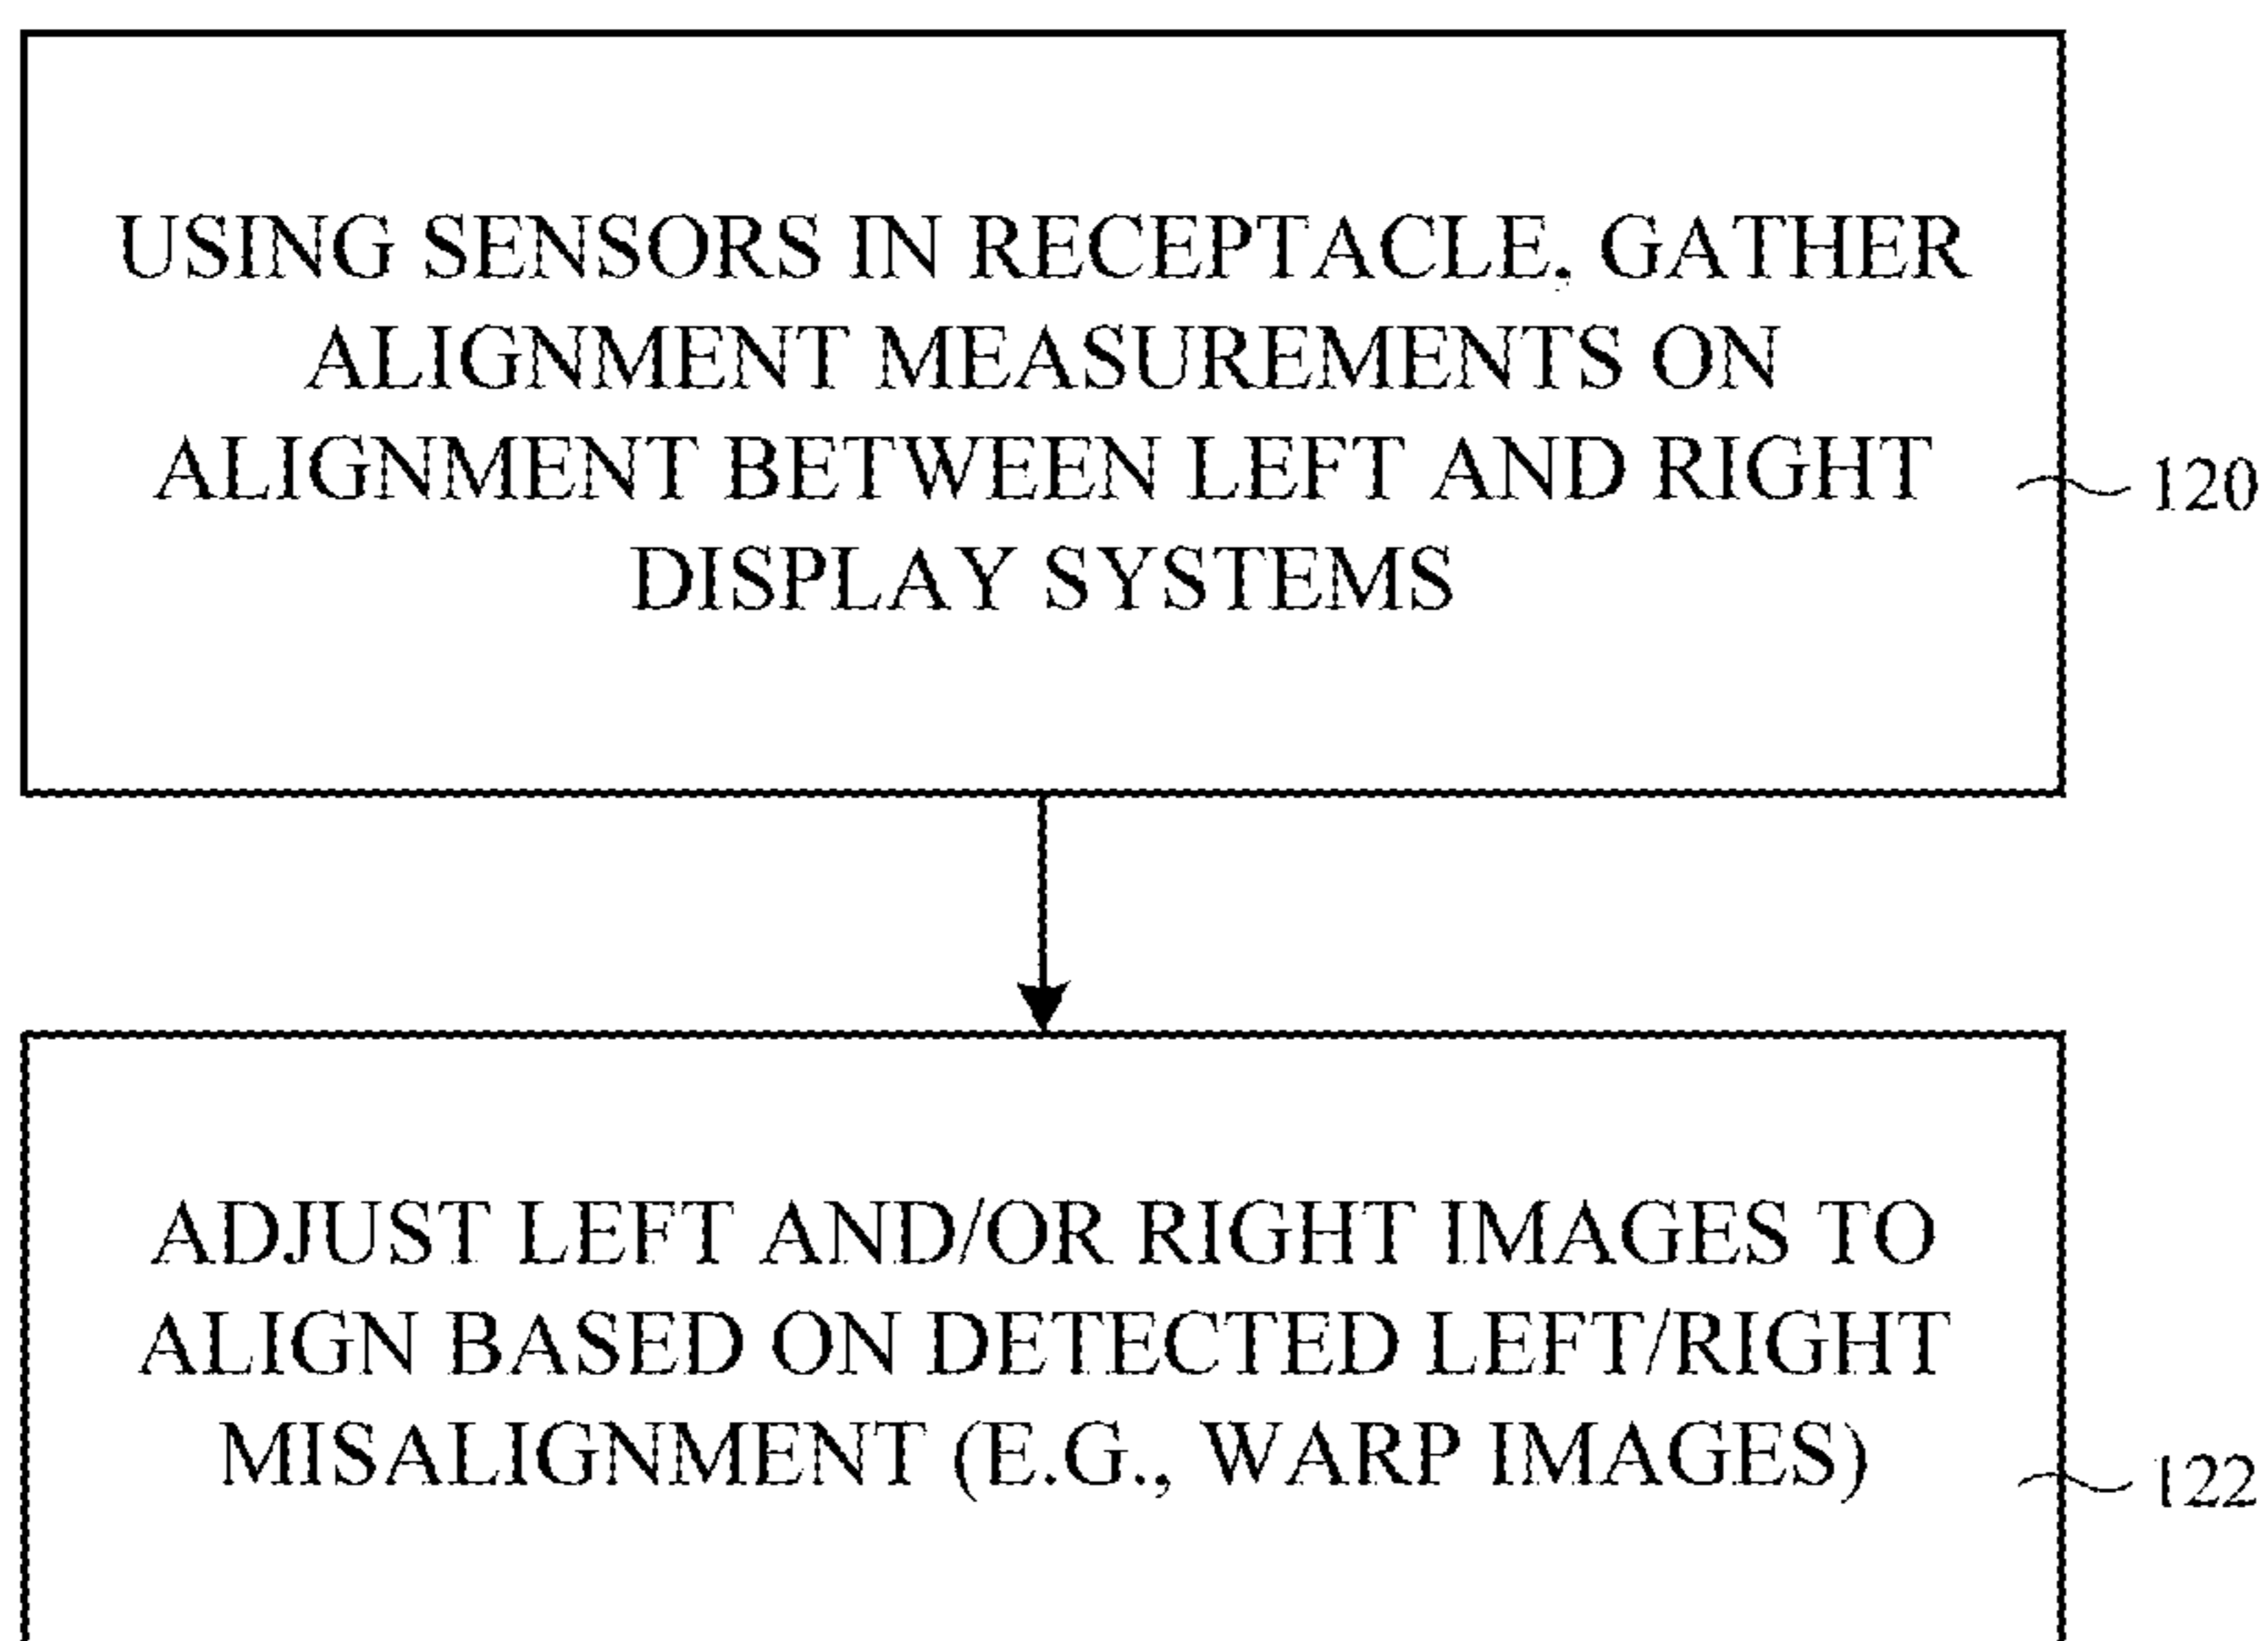 USING SENSORS IN RECEPTACLE, GATHER
ALIGNMENT MEASUREMENTS ON
ALIGNMENT BETWEEN LEFT AND RIGHT
DISPLAY SYSTEMS
120
ADJUST LEFT AND/OR RIGHT IMAGES TO
ALIGN BASED ON DETECTED LEFT/RIGHT
MISALIGNMENT (E.G., WARP IMAGES)
122